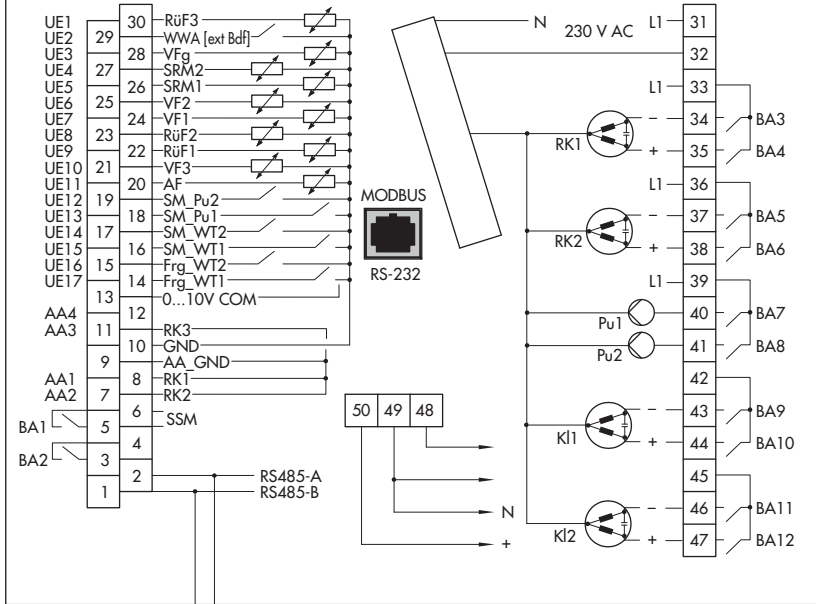 UE1 30 RüF3
UE2 29 WWA [ext Bdf]
UE3 28 VFg
UE4 27 SRM2
UE5 26 SRM1
UE6 25 VF2
UE7 24 VF1
UE8 23 RüF2
UE9 22 RüF1
UE10 21 VF3
UE11 20 AF
UE12 19 SM_Pu2
UE13 18 SM_Pu1
UE14 17 SM_WT2
UE15 16 SM_WT1
UE16 15 Frg_WT2
UE17 14 Frg_WT1
13 0...10V COM
AA4 12
AA3 11 RK3
10 GND
9 AA_GND
AA1 8 RK1
AA2 7 RK2
6 SSM
BA1 5
4
BA2 3
2 RS485-A
1 RS485-B
MODBUS
RS-232
50 49 48
N
+
N 230 V AC L1 31
32
L1 33
RK1 − 34 BA3
+ 35 BA4
L1 36
RK2 − 37 BA5
+ 38 BA6
L1 39
Pu1 40 BA7
Pu2 41 BA8
42
Kl1 − 43 BA9
+ 44 BA10
45
Kl2 − 46 BA11
+ 47 BA12